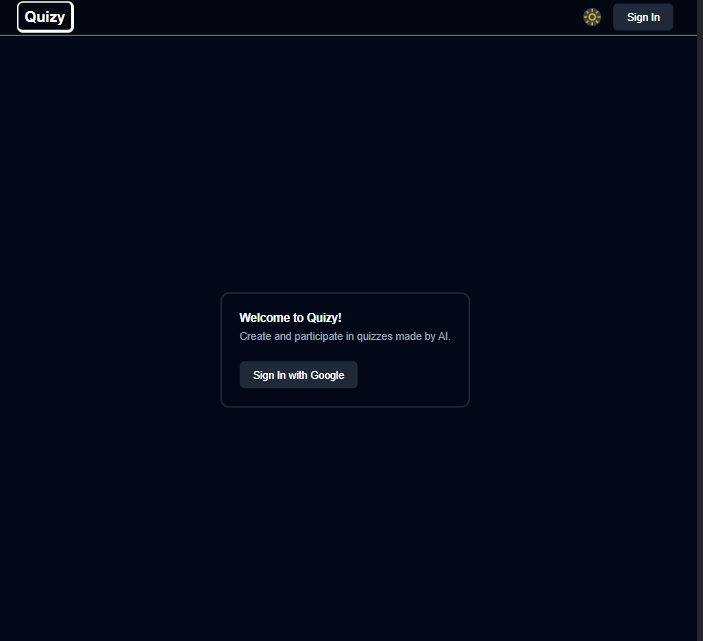 Quizy
Sign In
Welcome to Quizy!
Create and participate in quizzes made by AI.
Sign In with Google